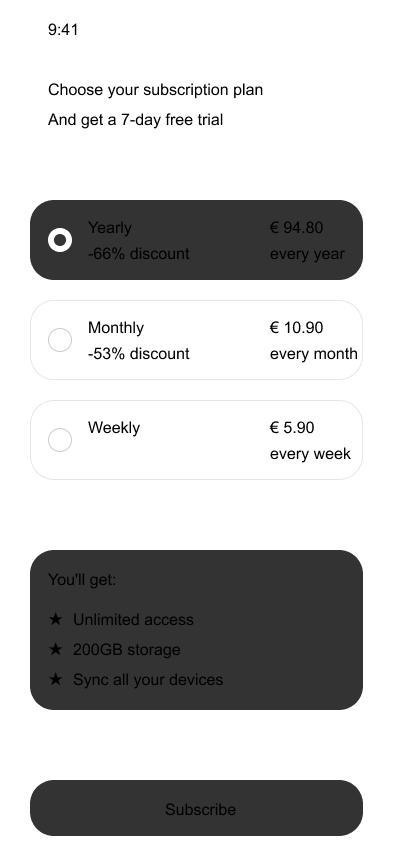 9:41
Choose your subscription plan
And get a 7-day free trial
Yearly € 94.80
-66% discount every year
Monthly € 10.90
-53% discount every month
Weekly € 5.90
every week
You'll get:
★ Unlimited access
★ 200GB storage
★ Sync all your devices
Subscribe